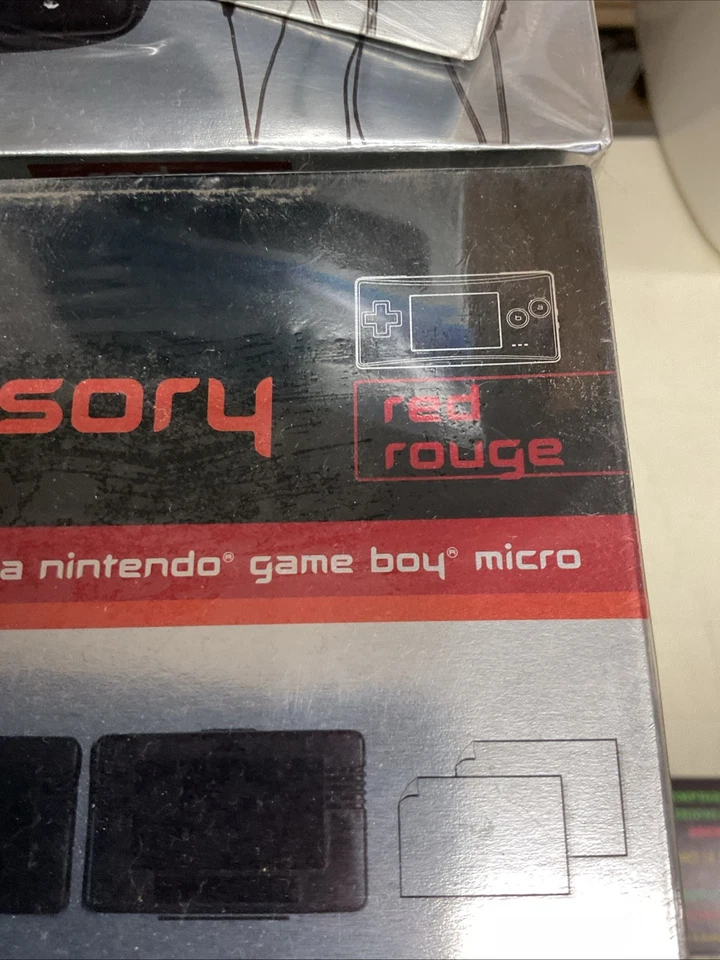 b a
sory
red
rouge
a nintendo® game boy® micro